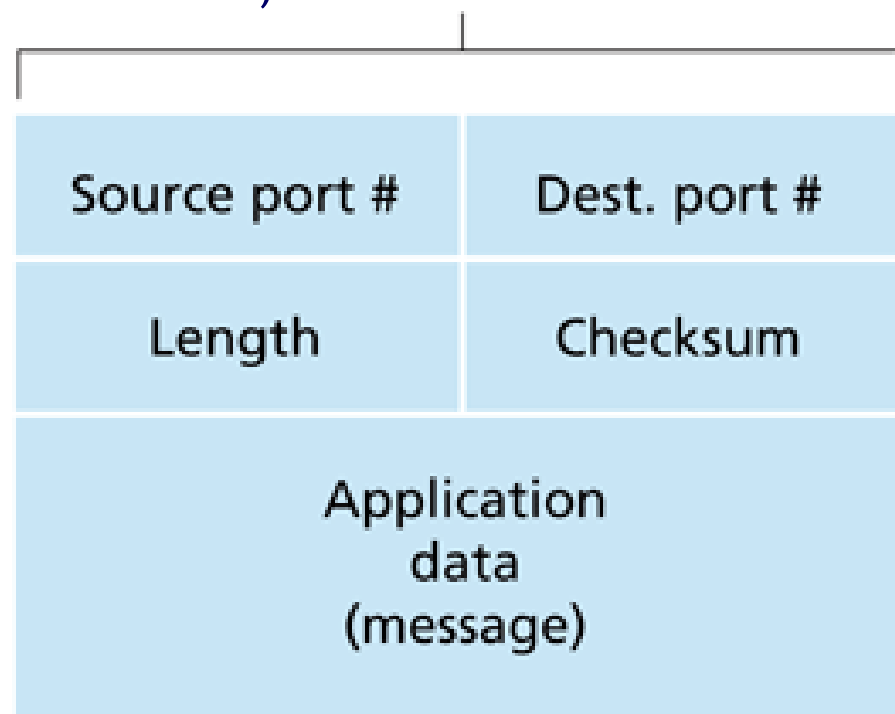 Source port #
Dest. port #
Length
Checksum
Application
data
(message)